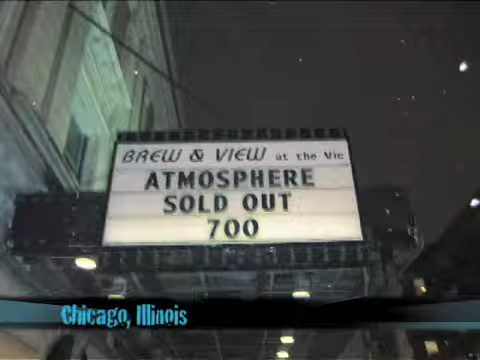 BREW & VIEW at the Vic
ATMOSPHERE
SOLD OUT
700
Chicago, Illinois